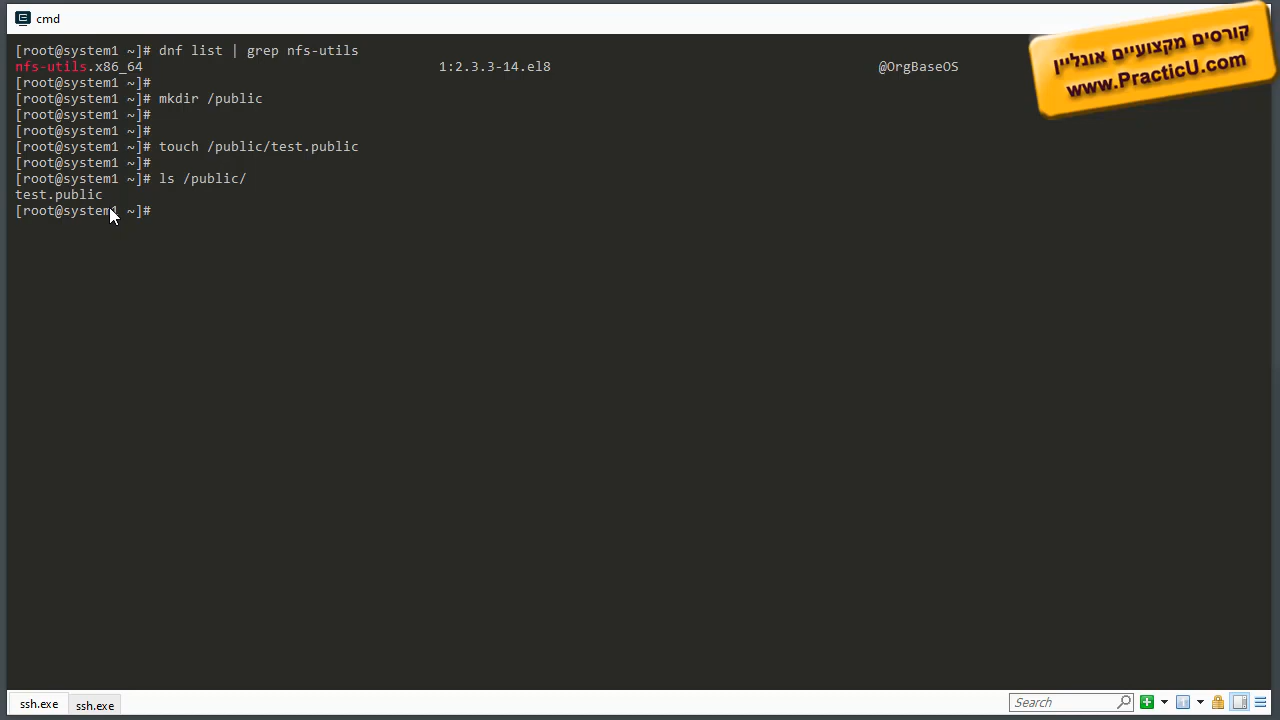 cmd
[root@system1 ~]# dnf list | grep nfs-utils
nfs-utils.x86_64 1:2.3.3-14.el8 @OrgBaseOS
[root@system1 ~]#
[root@system1 ~]# mkdir /public
[root@system1 ~]#
[root@system1 ~]#
[root@system1 ~]# touch /public/test.public
[root@system1 ~]#
[root@system1 ~]# ls /public/
test.public
[root@system1 ~]#
קורסים מקצועיים אונליין
www.PracticU.com
ssh.exe
ssh.exe
Search